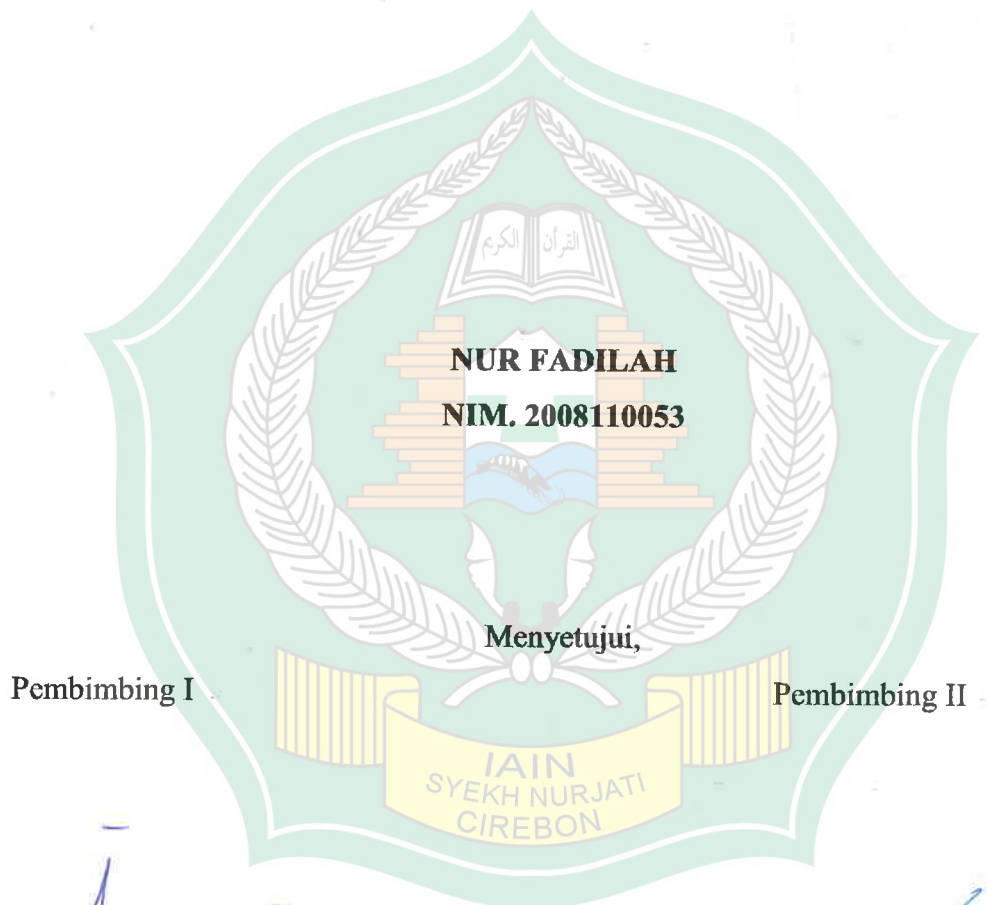 القرآن الكريم
NUR FADILAH
NIM. 2008110053
Menyetujui,
Pembimbing I
Pembimbing II
IAIN
SYEKH NURJATI
CIREBON